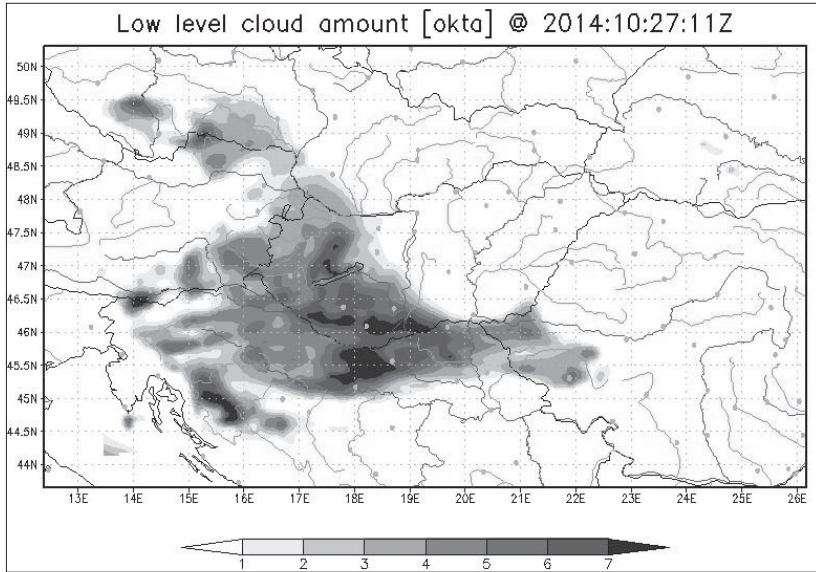 Low level cloud amount [okta] @ 2014:10:27:11Z
50N
49.5N
49N
48.5N
48N
47.5N
47N
46.5N
46N
45.5N
45N
44.5N
44N
13E 14E 15E 16E 17E 18E 19E 20E 21E 22E 23E 24E 25E 26E
1 2 3 4 5 6 7